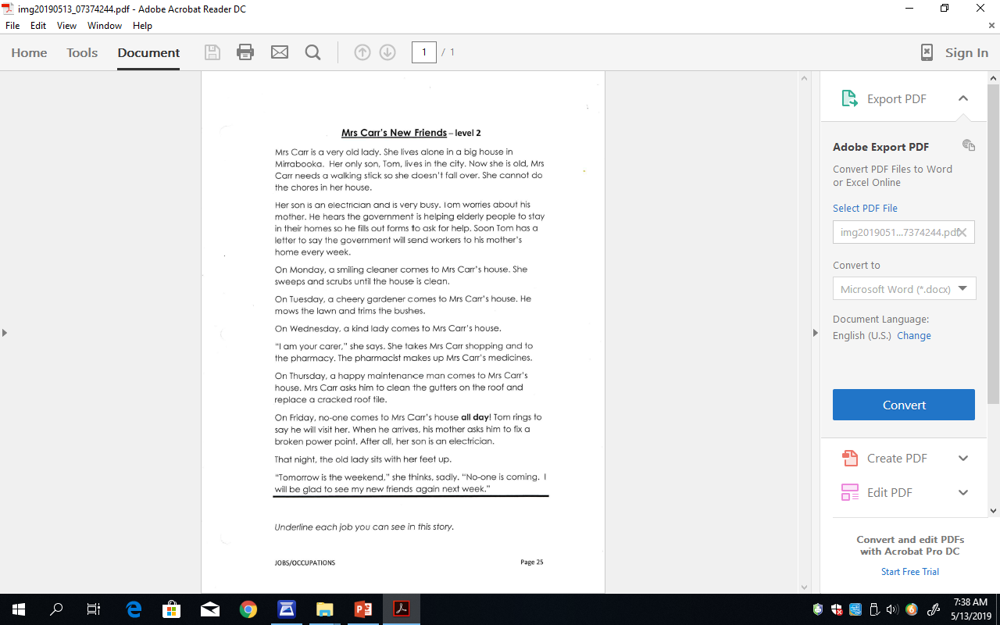 img20190513_07374244.pdf - Adobe Acrobat Reader DC
File Edit View Window Help
Home Tools Document 1 / 1 Sign In
Mrs Carr's New Friends – level 2
Mrs Carr is a very old lady. She lives alone in a big house in
Mirrabooka. Her only son, Tom, lives in the city. Now she is old, Mrs
Carr needs a walking stick so she doesn't fall over. She cannot do
the chores in her house.
Her son is an electrician and is very busy. Tom worries about his
mother. He hears the government is helping elderly people to stay
in their homes so he fills out forms to ask for help. Soon Tom has a
letter to say the government will send workers to his mother's
home every week.
On Monday, a smiling cleaner comes to Mrs Carr's house. She
sweeps and scrubs until the house is clean.
On Tuesday, a cheery gardener comes to Mrs Carr's house. He
mows the lawn and trims the bushes.
On Wednesday, a kind lady comes to Mrs Carr's house.
"I am your carer," she says. She takes Mrs Carr shopping and to
the pharmacy. The pharmacist makes up Mrs Carr's medicines.
On Thursday, a happy maintenance man comes to Mrs Carr's
house. Mrs Carr asks him to clean the gutters on the roof and
replace a cracked roof tile.
On Friday, no-one comes to Mrs Carr's house all day! Tom rings to
say he will visit her. When he arrives, his mother asks him to fix a
broken power point. After all, her son is an electrician.
That night, the old lady sits with her feet up.
"Tomorrow is the weekend," she thinks, sadly. "No-one is coming. I
will be glad to see my new friends again next week."
Underline each job you can see in this story.
JOBS/OCCUPATIONS Page 25
Export PDF
Adobe Export PDF
Convert PDF Files to Word
or Excel Online
Select PDF File
img2019051...7374244.pdf
Convert to
Microsoft Word (*.docx)
Document Language:
English (U.S.) Change
Convert
Create PDF
Edit PDF
Convert and edit PDFs
with Acrobat Pro DC
Start Free Trial
7:38 AM
5/13/2019